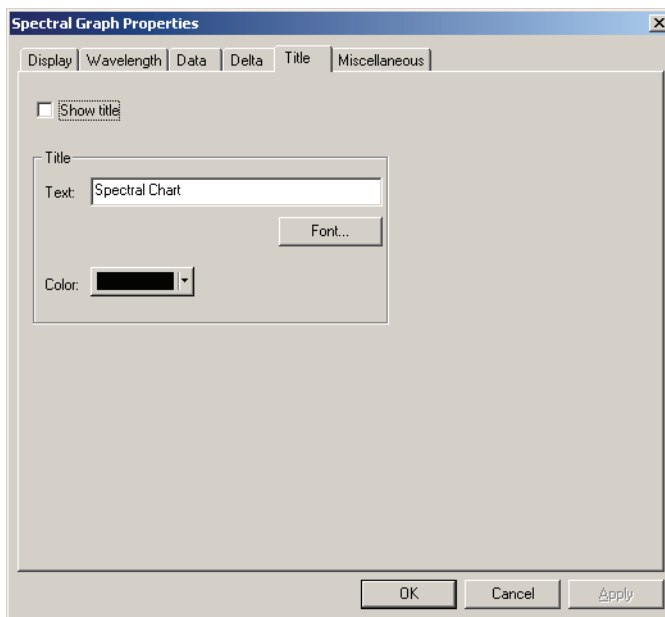 Spectral Graph Properties
Display Wavelength Data Delta Title Miscellaneous
Show title
Title
Text: Spectral Chart
Font...
Color:
OK Cancel Apply